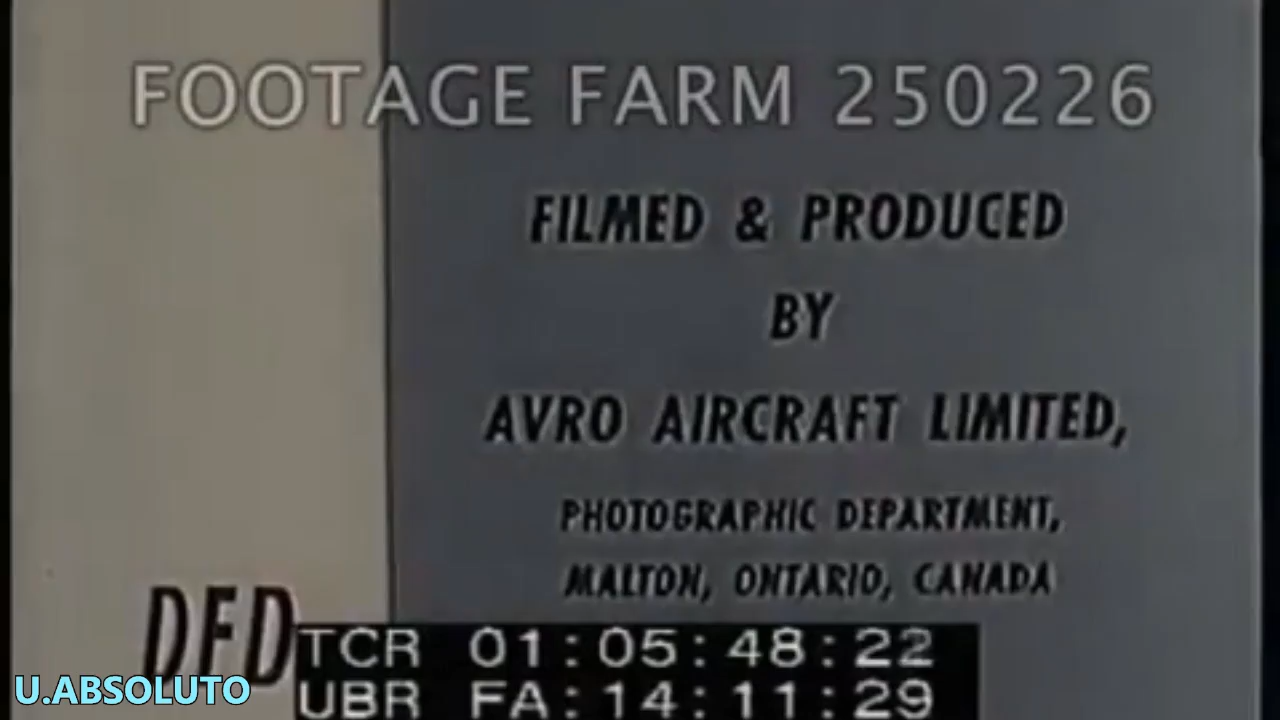 FOOTAGE FARM 250226
FILMED & PRODUCED
BY
AVRO AIRCRAFT LIMITED,
PHOTOGRAPHIC DEPARTMENT,
MALTON, ONTARIO, CANADA
DFD
TCR 01:05:48:22
UBR FA:14:11:29
U.ABSOLUTO